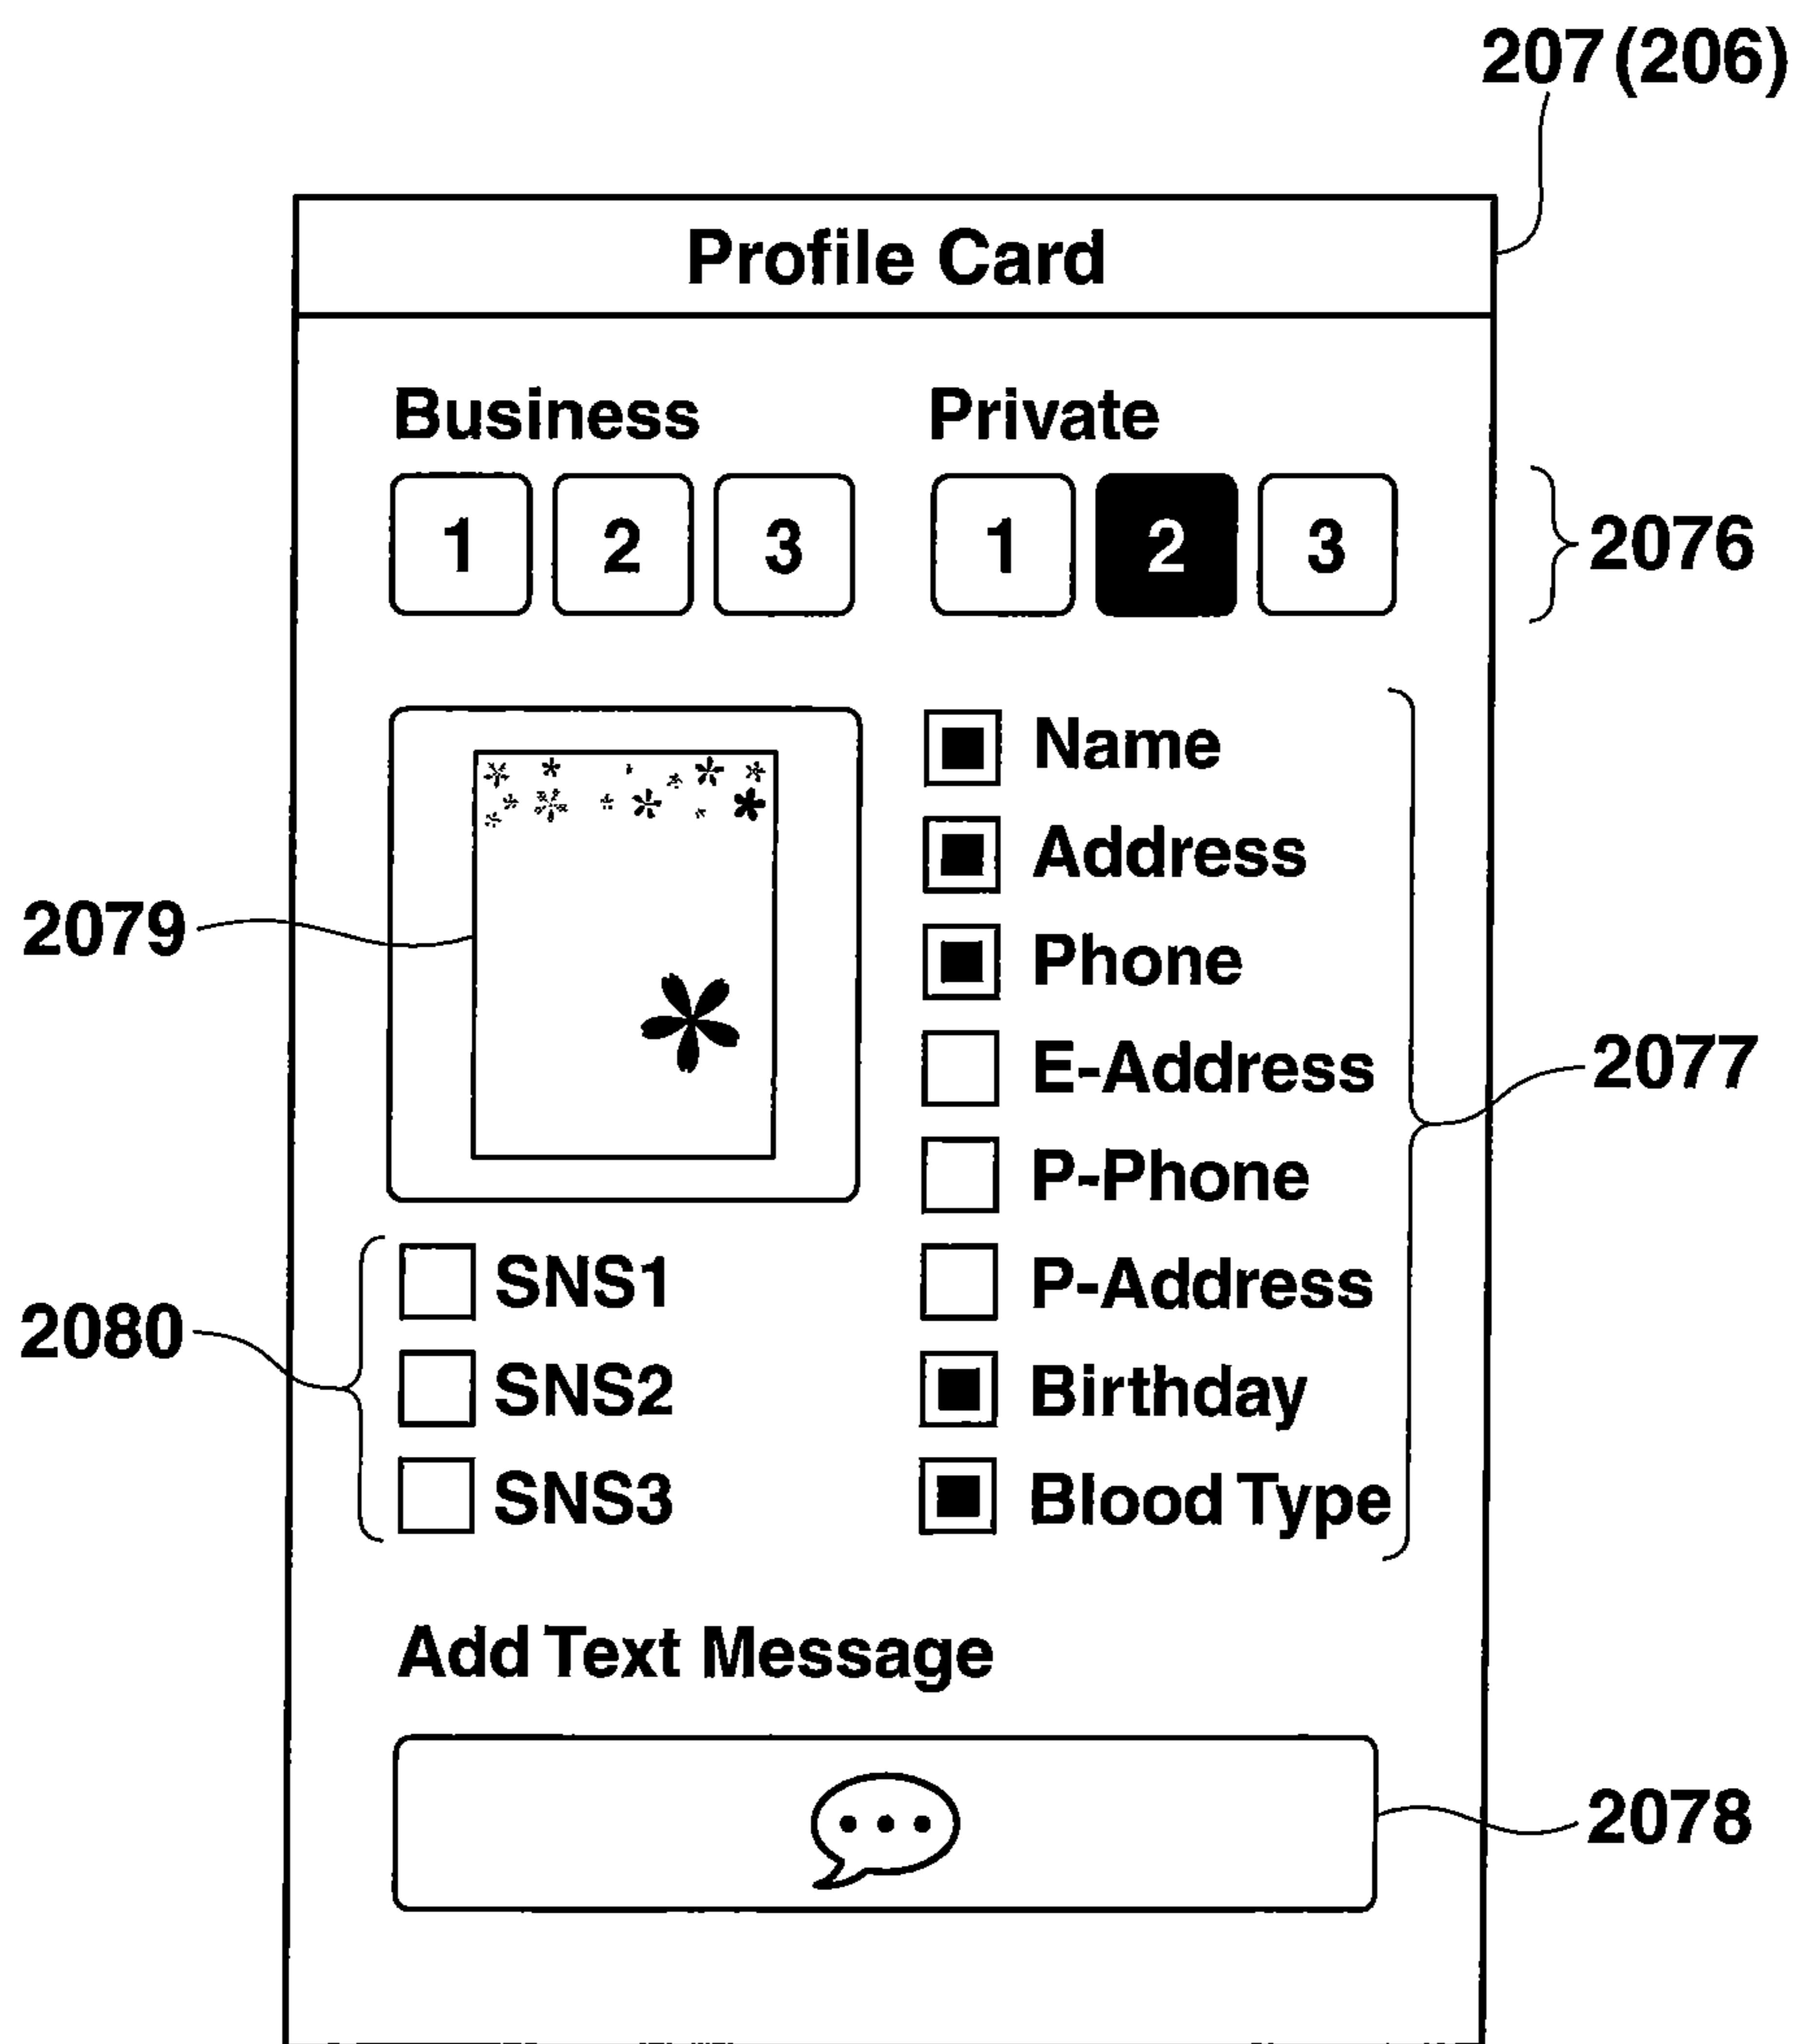 207(206)
Profile Card
Business Private
1 2 3 1 2 3
2076
Name
Address
2079
Phone
E-Address
2077
P-Phone
SNS1 P-Address
2080
SNS2 Birthday
SNS3 Blood Type
Add Text Message
2078